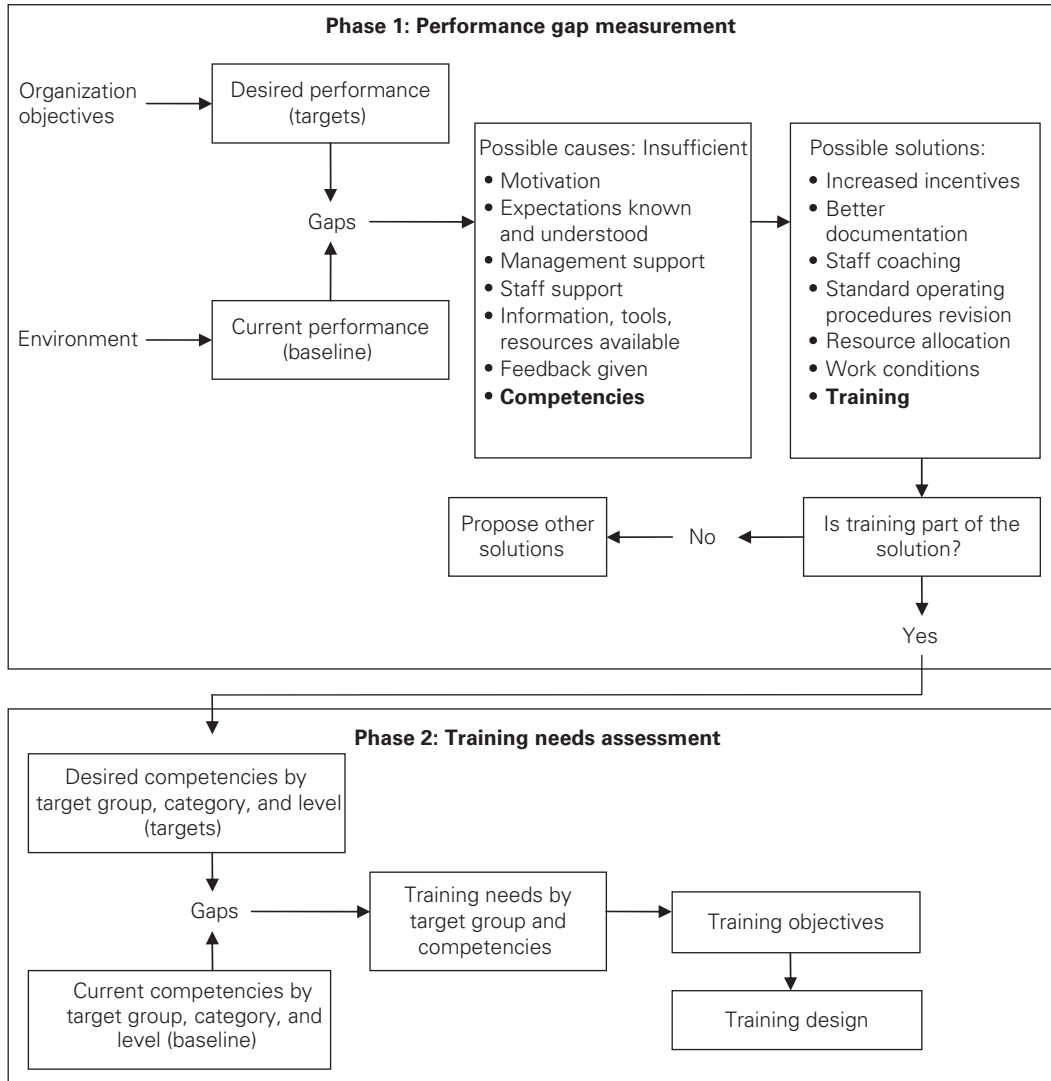 Phase 1: Performance gap measurement
Organization
objectives
Desired performance
(targets)
Gaps
Environment
Current performance
(baseline)
Possible causes: Insufficient
• Motivation
• Expectations known
and understood
• Management support
• Staff support
• Information, tools,
resources available
• Feedback given
• Competencies
Possible solutions:
• Increased incentives
• Better
documentation
• Staff coaching
• Standard operating
procedures revision
• Resource allocation
• Work conditions
• Training
Is training part of the
solution?
No
Propose other
solutions
Yes
Phase 2: Training needs assessment
Desired competencies by
target group, category, and level
(targets)
Gaps
Current competencies by
target group, category, and
level (baseline)
Training needs by
target group and
competencies
Training objectives
Training design